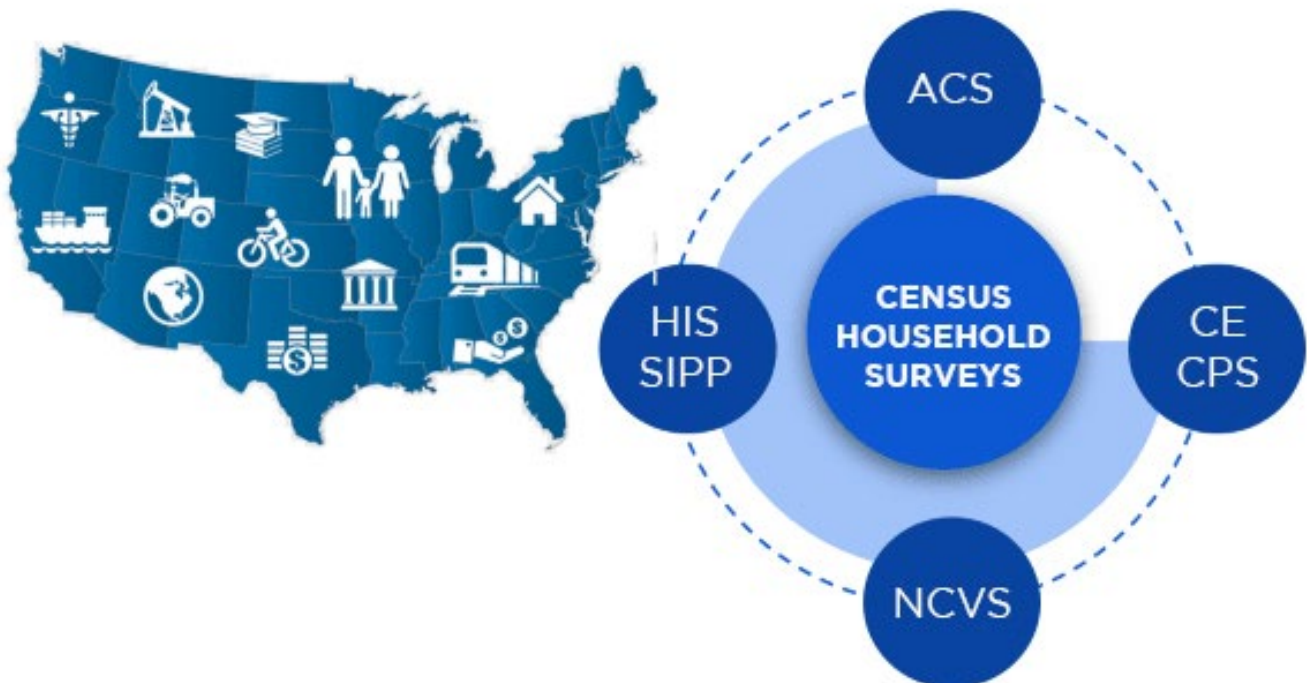 ACS
HIS
SIPP
CENSUS
HOUSEHOLD
SURVEYS
CE
CPS
NCVS
$
$
$